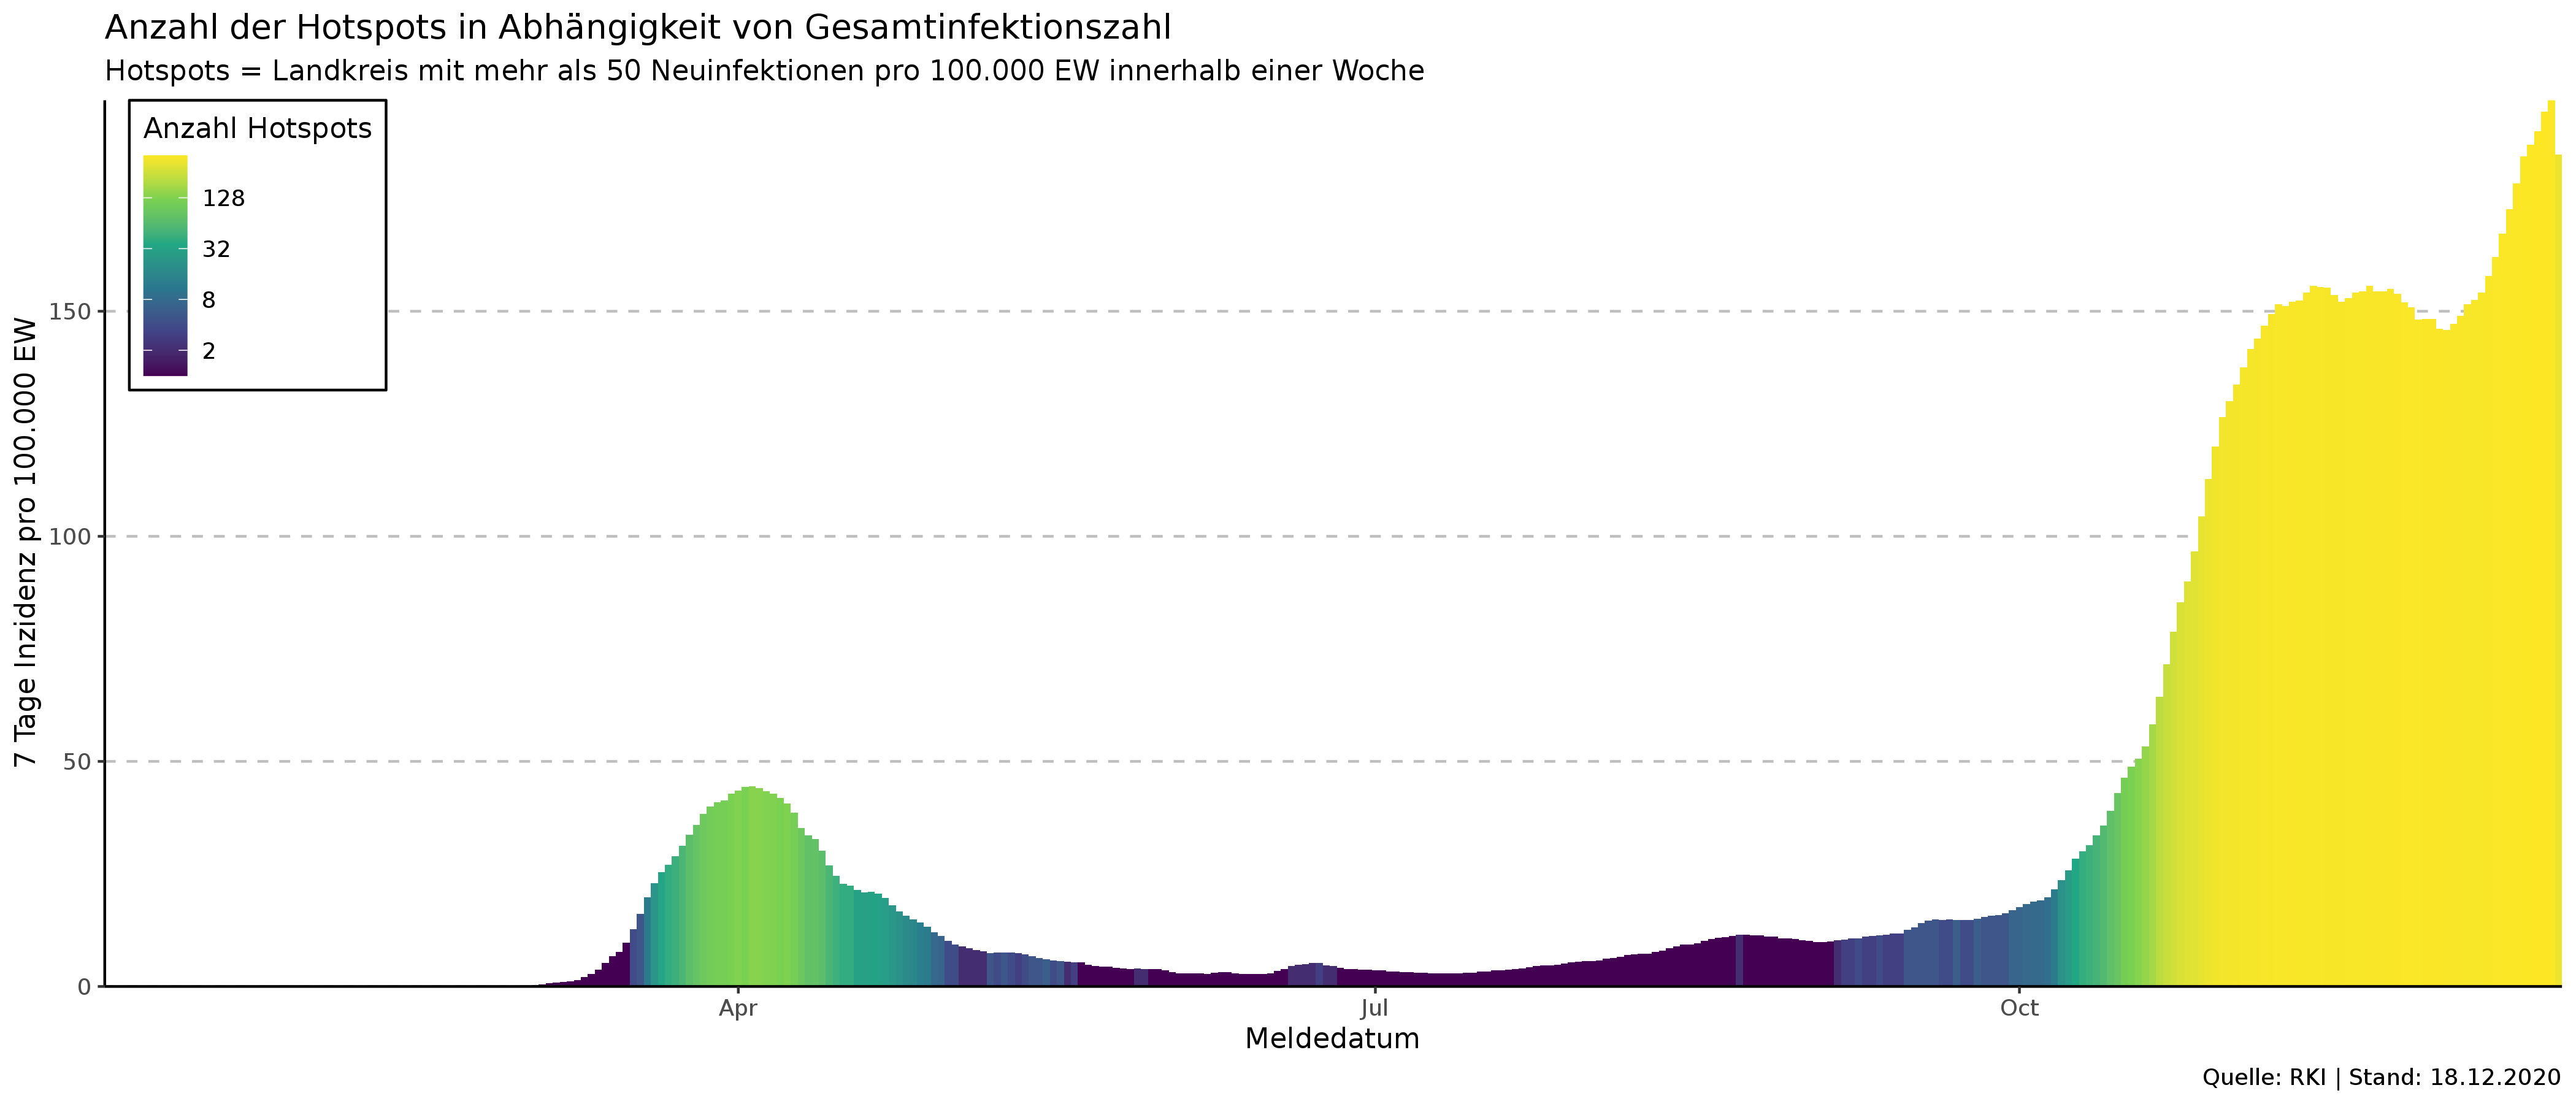 Anzahl der Hotspots in Abhängigkeit von Gesamtinfektionszahl
Hotspots = Landkreis mit mehr als 50 Neuinfektionen pro 100.000 EW innerhalb einer Woche
Anzahl Hotspots
128
32
8
2
7 Tage Inzidenz pro 100.000 EW
150
100
50
0
Apr
Jul
Oct
Meldedatum
Quelle: RKI | Stand: 18.12.2020